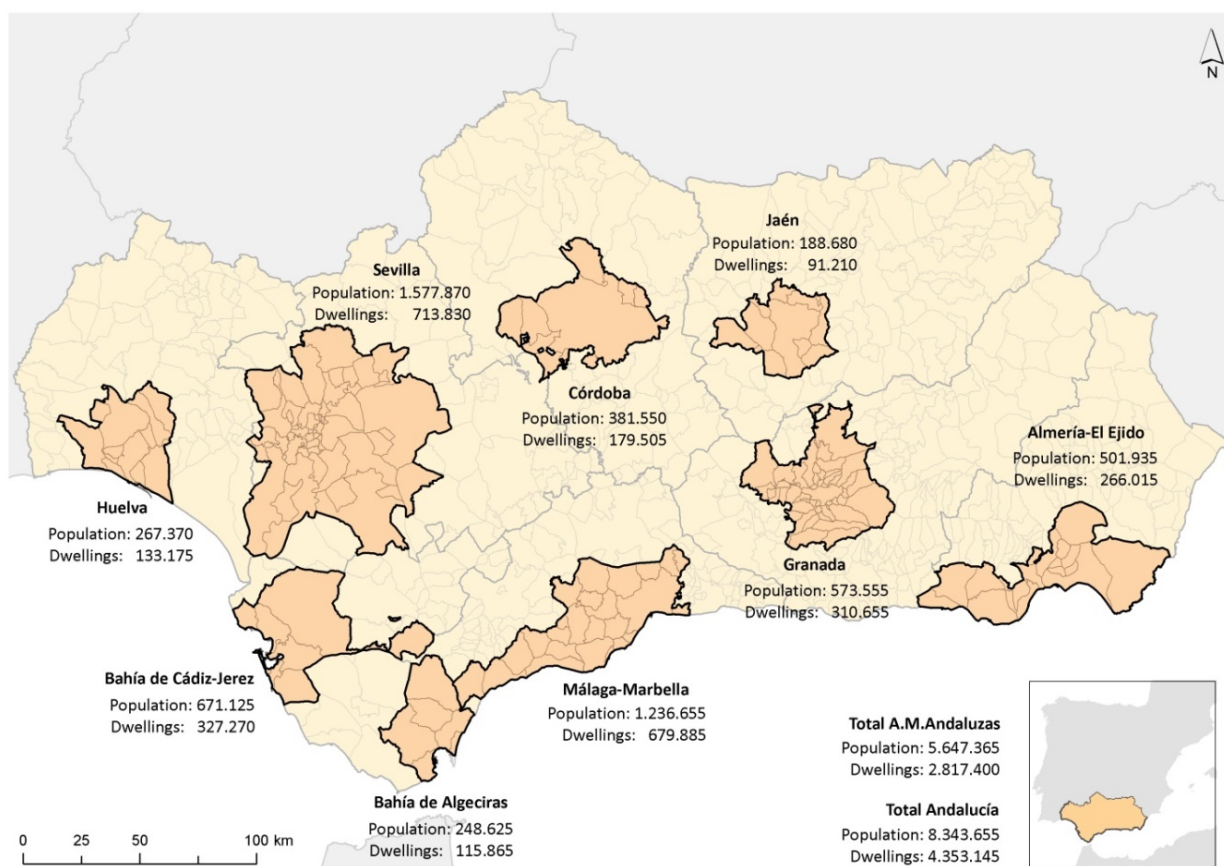 N
Jaén
Population: 188.680
Dwellings: 91.210
Sevilla
Population: 1.577.870
Dwellings: 713.830
Córdoba
Population: 381.550
Dwellings: 179.505
Almería-El Ejido
Population: 501.935
Dwellings: 266.015
Huelva
Population: 267.370
Dwellings: 133.175
Granada
Population: 573.555
Dwellings: 310.655
Bahía de Cádiz-Jerez
Population: 671.125
Dwellings: 327.270
Málaga-Marbella
Population: 1.236.655
Dwellings: 679.885
Bahía de Algeciras
Population: 248.625
Dwellings: 115.865
Total A.M.Andaluzas
Population: 5.647.365
Dwellings: 2.817.400
Total Andalucía
Population: 8.343.655
Dwellings: 4.353.145
0 25 50 100 km